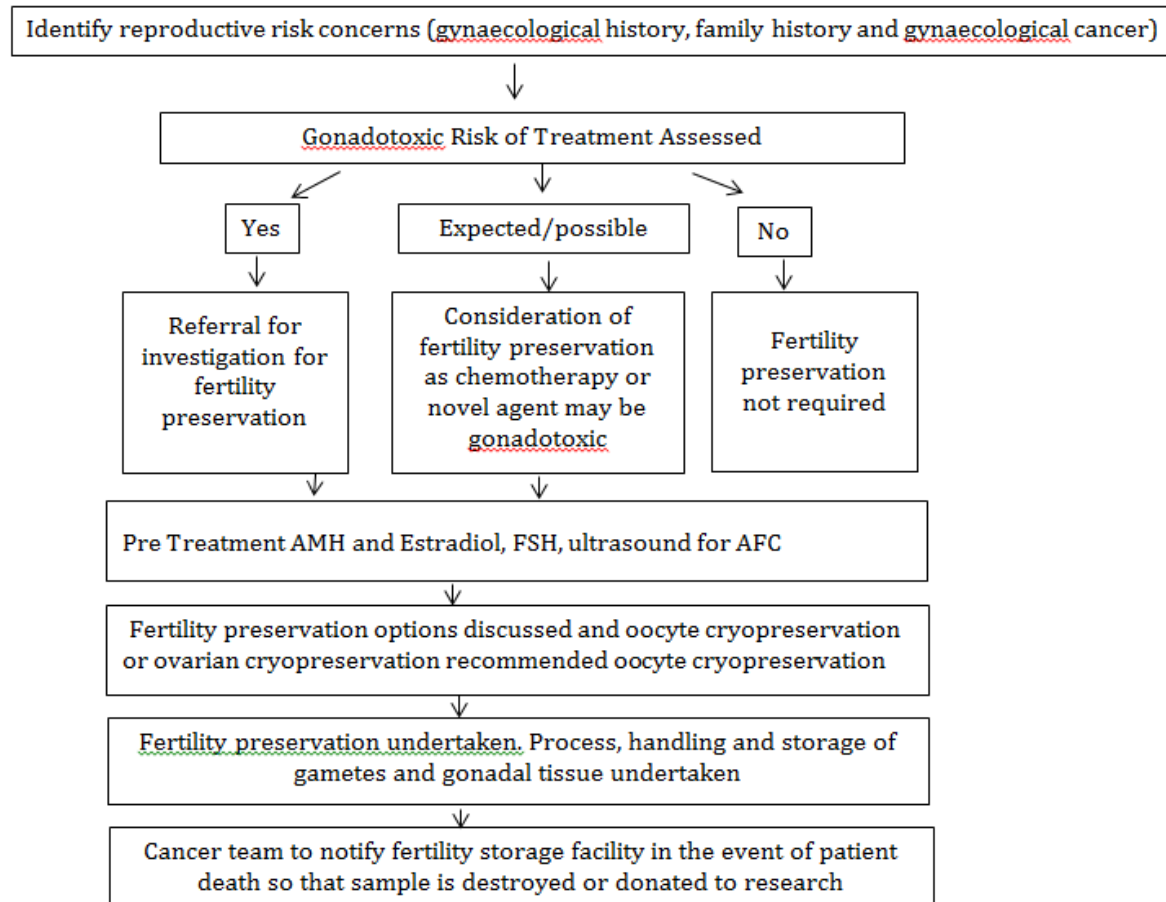 Identify reproductive risk concerns (gynaecological history, family history and gynaecological cancer)
Gonadotoxic Risk of Treatment Assessed
Yes
Expected/possible
No
Referral for
investigation for
fertility
preservation
Consideration of
fertility preservation
as chemotherapy or
novel agent may be
gonadotoxic
Fertility
preservation
not required
Pre Treatment AMH and Estradiol, FSH, ultrasound for AFC
Fertility preservation options discussed and oocyte cryopreservation
or ovarian cryopreservation recommended oocyte cryopreservation
Fertility preservation undertaken. Process, handling and storage of
gametes and gonadal tissue undertaken
Cancer team to notify fertility storage facility in the event of patient
death so that sample is destroyed or donated to research